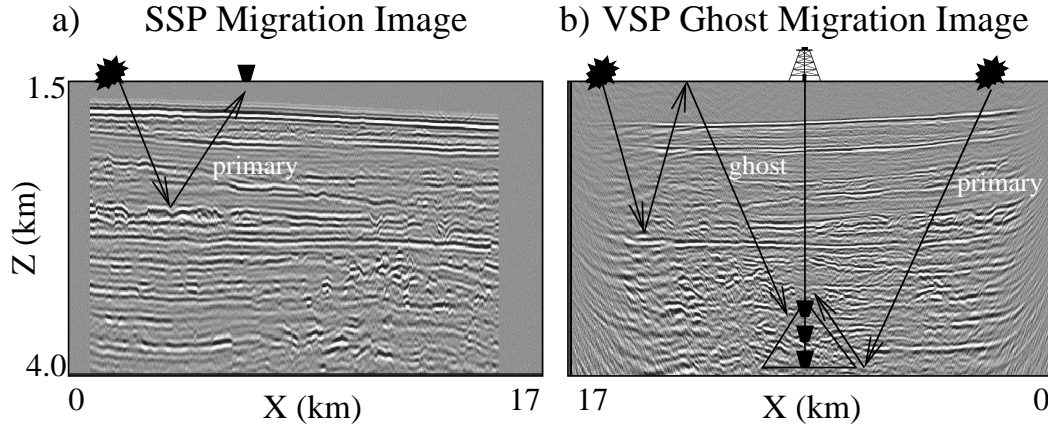 a) SSP Migration Image
b) VSP Ghost Migration Image
1.5
primary
ghost
primary
Z (km)
4.0
0
X (km)
17
17
X (km)
0